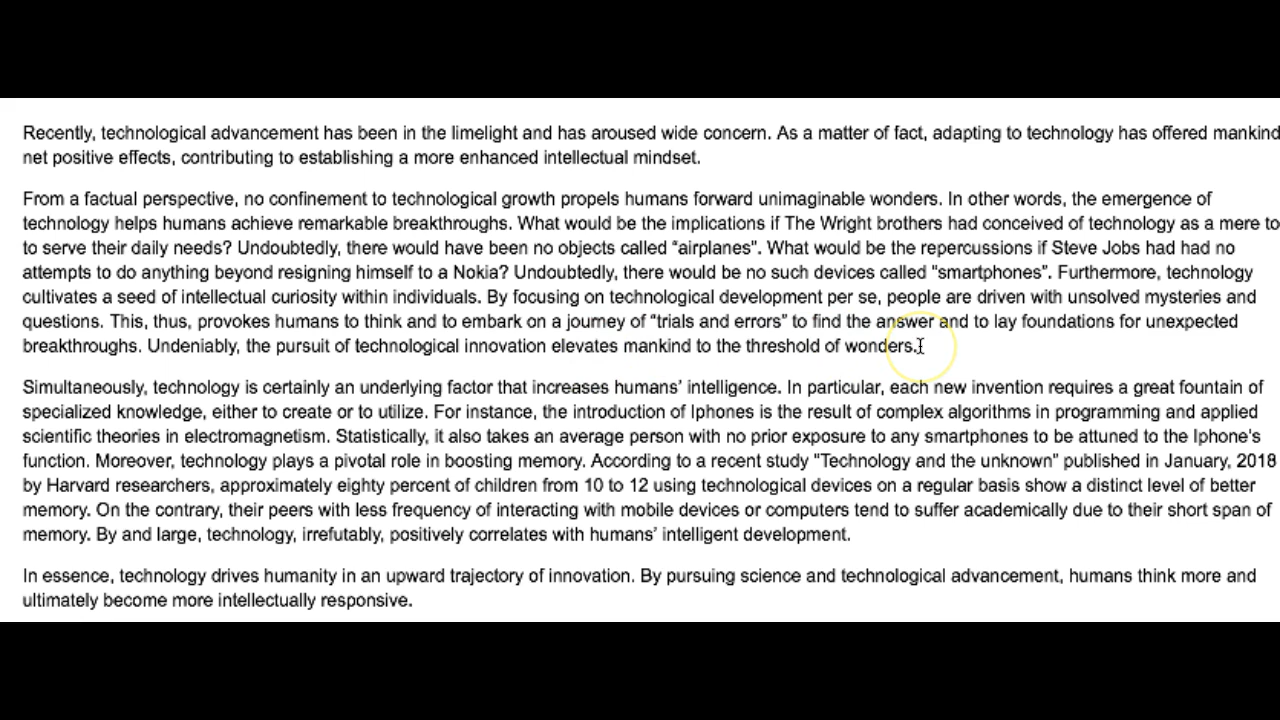 Recently, technological advancement has been in the limelight and has aroused wide concern. As a matter of fact, adapting to technology has offered mankind
net positive effects, contributing to establishing a more enhanced intellectual mindset.
From a factual perspective, no confinement to technological growth propels humans forward unimaginable wonders. In other words, the emergence of
technology helps humans achieve remarkable breakthroughs. What would be the implications if The Wright brothers had conceived of technology as a mere to
to serve their daily needs? Undoubtedly, there would have been no objects called “airplanes”. What would be the repercussions if Steve Jobs had had no
attempts to do anything beyond resigning himself to a Nokia? Undoubtedly, there would be no such devices called “smartphones”. Furthermore, technology
cultivates a seed of intellectual curiosity within individuals. By focusing on technological development per se, people are driven with unsolved mysteries and
questions. This, thus, provokes humans to think and to embark on a journey of “trials and errors” to find the answer and to lay foundations for unexpected
breakthroughs. Undeniably, the pursuit of technological innovation elevates mankind to the threshold of wonders.
Simultaneously, technology is certainly an underlying factor that increases humans’ intelligence. In particular, each new invention requires a great fountain of
specialized knowledge, either to create or to utilize. For instance, the introduction of Iphones is the result of complex algorithms in programming and applied
scientific theories in electromagnetism. Statistically, it also takes an average person with no prior exposure to any smartphones to be attuned to the Iphone's
function. Moreover, technology plays a pivotal role in boosting memory. According to a recent study "Technology and the unknown" published in January, 2018
by Harvard researchers, approximately eighty percent of children from 10 to 12 using technological devices on a regular basis show a distinct level of better
memory. On the contrary, their peers with less frequency of interacting with mobile devices or computers tend to suffer academically due to their short span of
memory. By and large, technology, irrefutably, positively correlates with humans’ intelligent development.
In essence, technology drives humanity in an upward trajectory of innovation. By pursuing science and technological advancement, humans think more and
ultimately become more intellectually responsive.